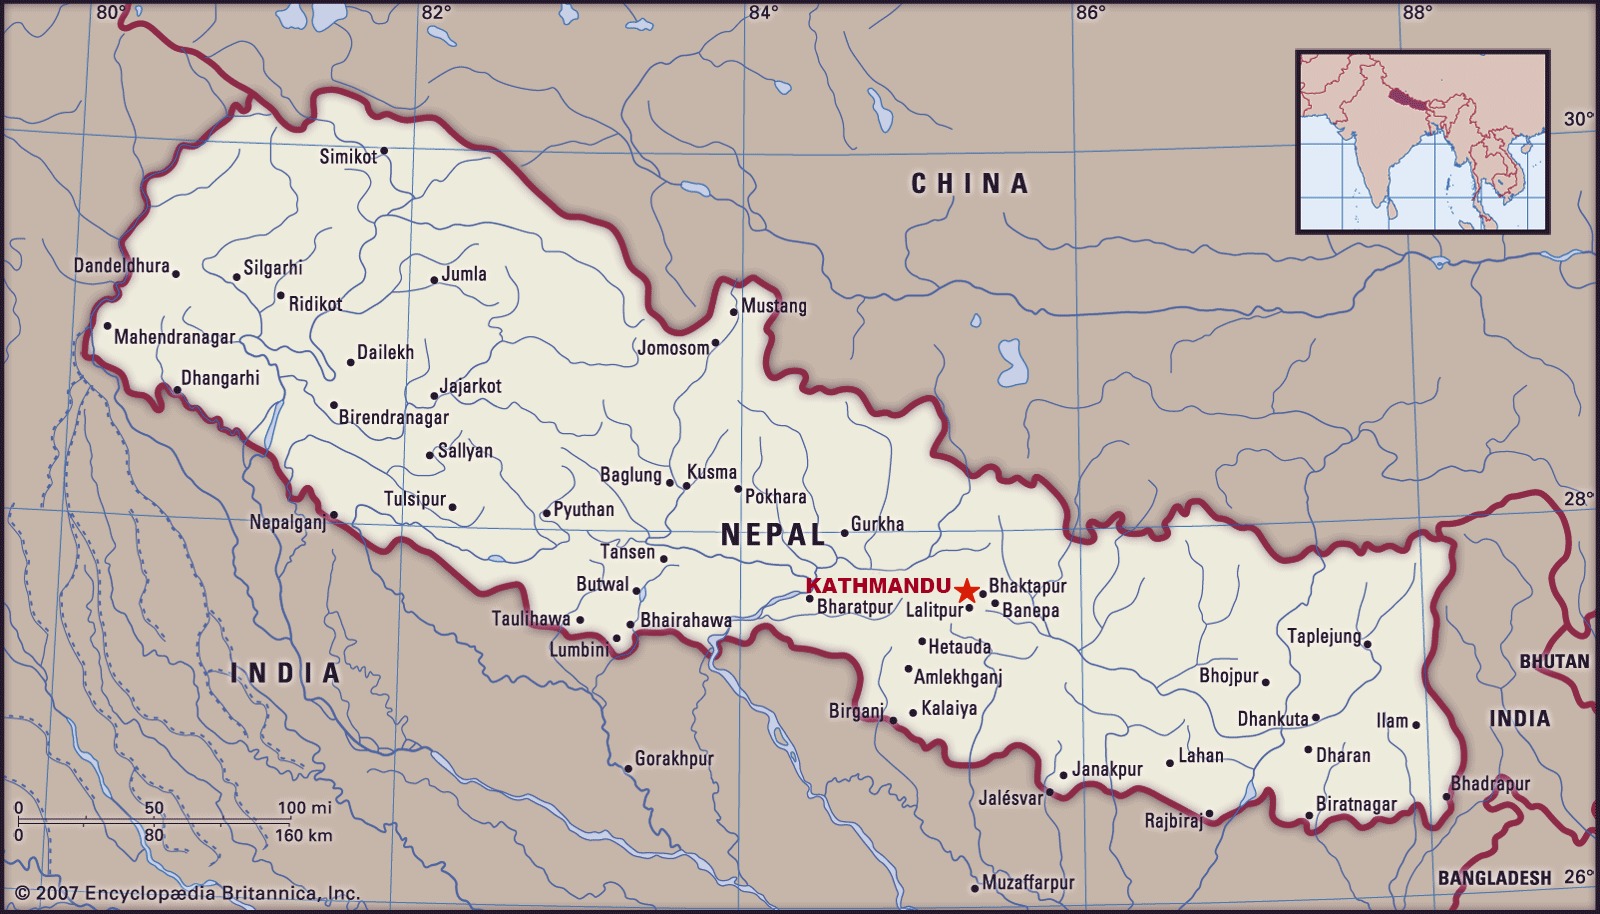 80°
82°
84°
86°
88°
30°
Simikot
CHINA
Dandeldhura
Silgarhi
Jumla
Ridikot
Mustang
Mahendranagar
Jomosom
Dailekh
Dhangarhi
Jajarkot
Birendranagar
Sallyan
Baglung
Kusma
Pokhara
Tulsipur
28°
Nepalganj
Pyuthan
NEPAL
Gurkha
Tansen
Butwal
KATHMANDU
Bhaktapur
Bharatpur
Lalitpur
Banepa
Taulihawa
Bhairahawa
Lumbini
Hetauda
Taplejung
INDIA
Amlekhganj
Bhojpur
BHUTAN
Birganj
Kalaiya
Dhankuta
Ilam
INDIA
Gorakhpur
Janakpur
Lahan
Dharan
Jalésvar
Bhadrapur
0 50 100 mi
0 80 160 km
Rajbiraj
Biratnagar
Muzaffarpur
BANGLADESH
26°
© 2007 Encyclopædia Britannica, Inc.